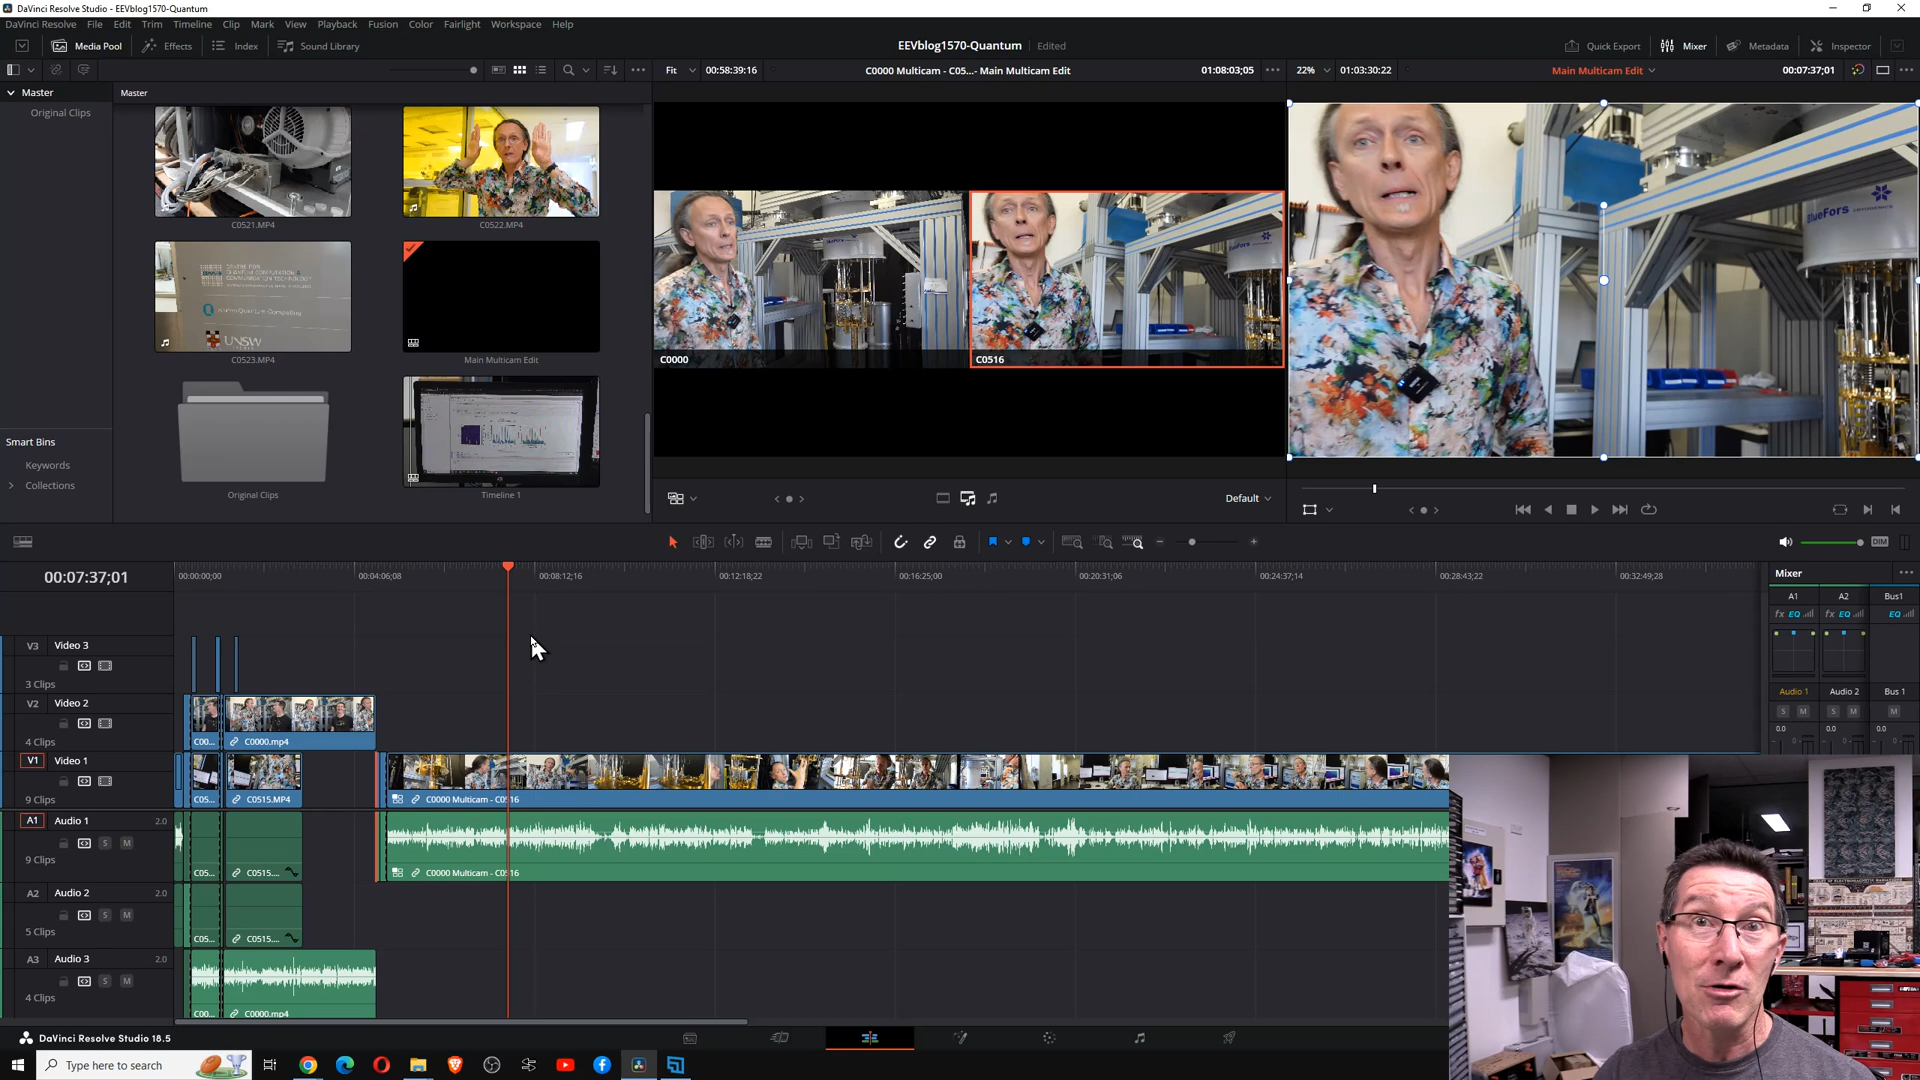 DaVinci Resolve Studio - EEVblog1570-Quantum
DaVinci Resolve File Edit Trim Timeline Clip Mark View Playback Fusion Color Fairlight Workspace Help
Media Pool Effects Index Sound Library
EEVblog1570-Quantum Edited
Quick Export Mixer Metadata Inspector
Fit 00:58:39:16 C0000 Multicam - C05...- Main Multicam Edit 01:08:03;05
22% 01:03:30:22 Main Multicam Edit 00:07:37;01
Master
Original Clips
Smart Bins
Keywords
Collections
Master
C0521.MP4
C0522.MP4
UNSW
C0523.MP4
Main Multicam Edit
Original Clips
Timeline 1
C0000
C0516
BlueFors
Default
DIM
00:07:37;01
00:00:00;00 00:04:06;08 00:08:12;16 00:12:18;22 00:16:25;00 00:20:31;06 00:24:37;14 00:28:43;22 00:32:49;28
V3 Video 3
3 Clips
V2 Video 2
4 Clips
C00... C0000.mp4
V1 Video 1
9 Clips
C05... C0515.MP4 C0000 Multicam - C0516
A1 Audio 1 2.0
S M
9 Clips
C05... C0515.... C0000 Multicam - C0516
A2 Audio 2 2.0
S M
5 Clips
C05... C0515....
A3 Audio 3 2.0
S M
4 Clips
C00... C0000.mp4
Mixer
A1 A2 Bus1
fx EQ fx EQ EQ
Audio 1 Audio 2 Bus 1
S M S M M
0.0 0.0 0.0
DaVinci Resolve Studio 18.5
Type here to search